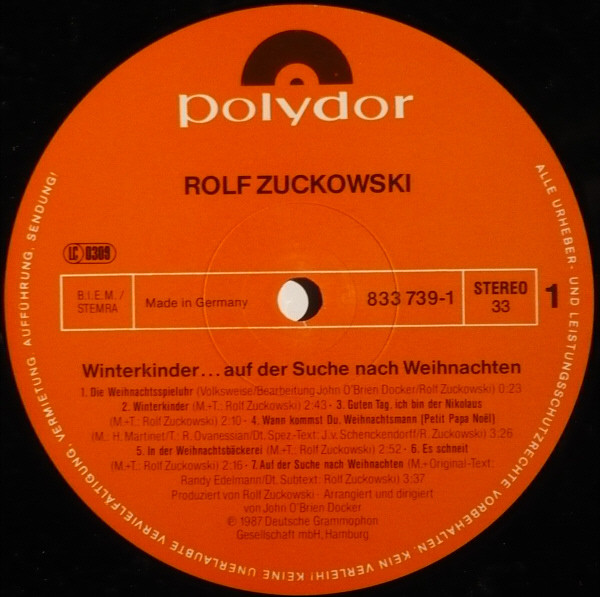 polydor
ROLF ZUCKOWSKI
LC 0309
B.I.E.M./
STEMRA
Made in Germany
833 739-1
STEREO
33
1
Winterkinder... auf der Suche nach Weihnachten
1. Die Weihnachtsspieluhr (Volksweise/Bearbeitung John O'Brien Docker/Rolf Zuckowski) 0:23
2. Winterkinder (M.+T.: Rolf Zuckowski) 2:43 · 3. Guten Tag, ich bin der Nikolaus
(M.+T.: Rolf Zuckowski) 2:10 · 4. Wann kommst Du, Weihnachtsmann [Petit Papa Noël]
(M.: H. Martinet/T.: R. Ovanessian/Dt. Spez-Text: J.v. Schenckendorff/R. Zuckowski) 3:26
5. In der Weihnachtsbäckerei (M.+T.: Rolf Zuckowski) 2:52 · 6. Es schneit
(M.+T.: Rolf Zuckowski) 2:16 · 7. Auf der Suche nach Weihnachten (M.+Original-Text:
Randy Edelmann/Dt. Subtext: Rolf Zuckowski) 3:37
Produziert von Rolf Zuckowski · Arrangiert und dirigiert
von John O'Brien Docker
℗ 1987 Deutsche Grammophon
Gesellschaft mbH, Hamburg
ALLE URHEBER- UND LEISTUNGSSCHUTZRECHTE VORBEHALTEN. KEIN VERLEIH! KEINE UNERLAUBTE VERVIELFÄLTIGUNG, VERMIETUNG, AUFFÜHRUNG, SENDUNG!